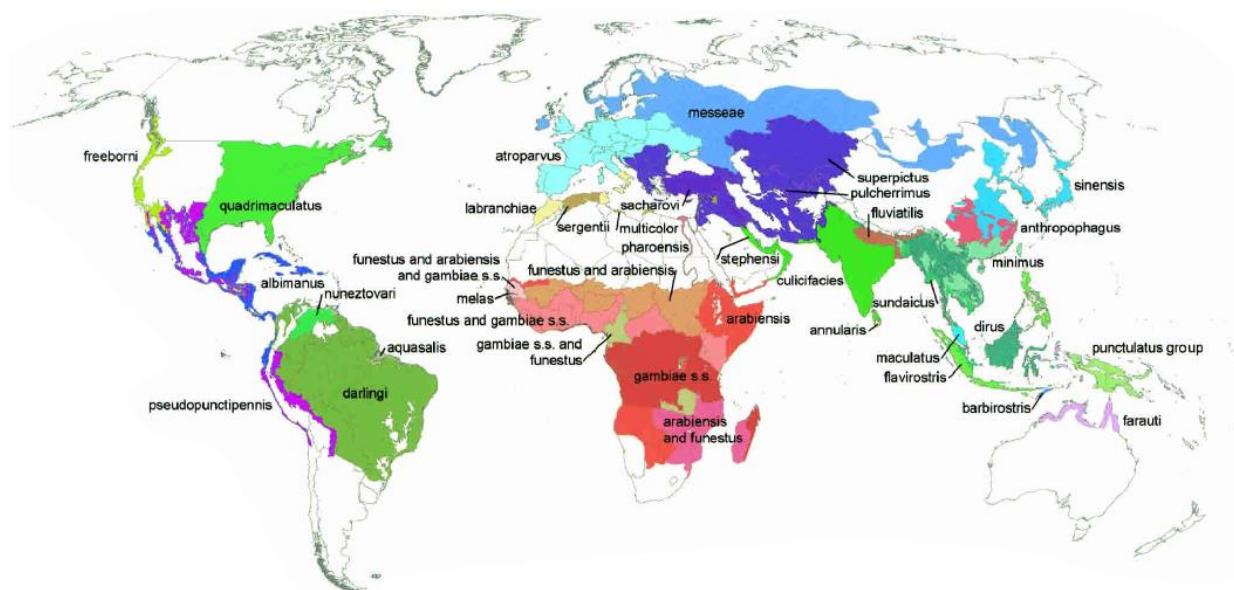 messeae
freeborni
atroparvus
superpictus
pulcherrimus
sinensis
quadrimaculatus
labranchiae
sacharovi
fluviatilis
sergentii
multicolor
anthropophagus
pharoensis
minimus
stephensi
funestus and arabiensis
and gambiae s.s.
funestus and arabiensis
albimanus
culicifacies
nuneztovari
melas
sundaicus
funestus and gambiae s.s.
arabiensis
annularis
dirus
gambiae s.s. and
funestus
aquasalis
maculatus
punctulatus group
flavirostris
gambiae s.s.
darlingi
pseudopunctipennis
barbirostris
farauti
arabiensis
and funestus